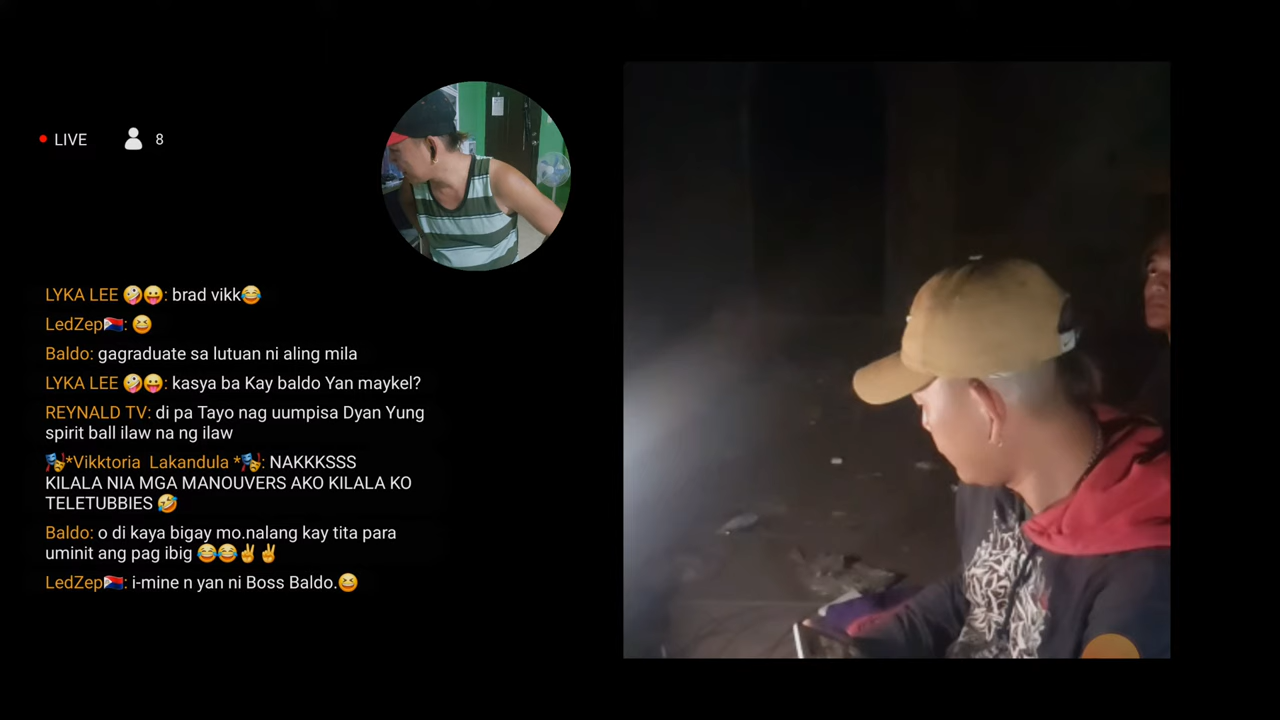 LIVE 8
LYKA LEE 🤪😛: brad vikk😂
LedZep🇵🇭: 😆
Baldo: gagraduate sa lutuan ni aling mila
LYKA LEE 🤪😛: kasya ba Kay baldo Yan maykel?
REYNALD TV: di pa Tayo nag uumpisa Dyan Yung
spirit ball ilaw na ng ilaw
🎭*Vikktoria Lakandula *🎭: NAKKKSSS
KILALA NIA MGA MANOUVERS AKO KILALA KO
TELETUBBIES 🤣
Baldo: o di kaya bigay mo.nalang kay tita para
uminit ang pag ibig 😂😂✌️✌️
LedZep🇵🇭: i-mine n yan ni Boss Baldo.😆